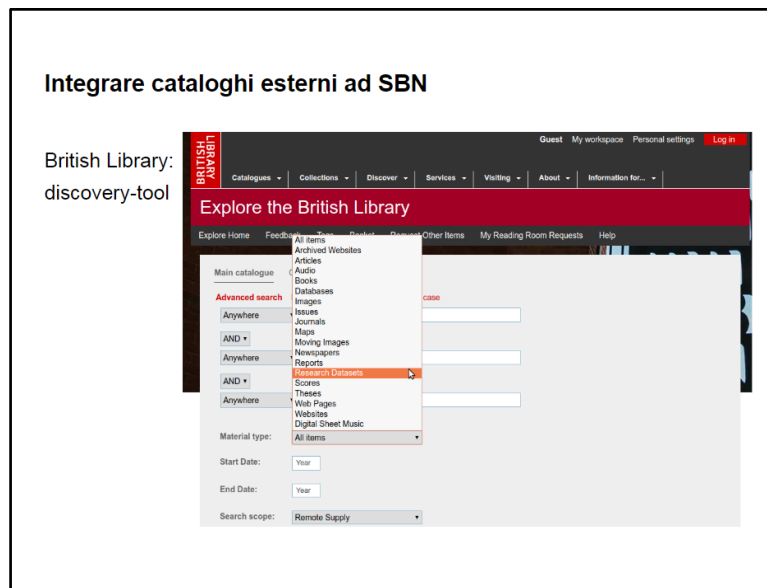 Integrare cataloghi esterni ad SBN
British Library:
discovery-tool
BRITISH
LIBRARY
Guest My workspace Personal settings Log in
Catalogues Collections Discover Services Visiting About Information for...
Explore the British Library
Explore Home Feedback Tags Basket Request Other Items My Reading Room Requests Help
All items
Archived Websites
Articles
Audio
Books
Databases
Images
Issues
Journals
Maps
Moving Images
Newspapers
Reports
Research Datasets
Scores
Theses
Web Pages
Websites
Digital Sheet Music
Main catalogue
Advanced search case
Anywhere
AND
Anywhere
AND
Anywhere
Material type: All items
Start Date: Year
End Date: Year
Search scope: Remote Supply